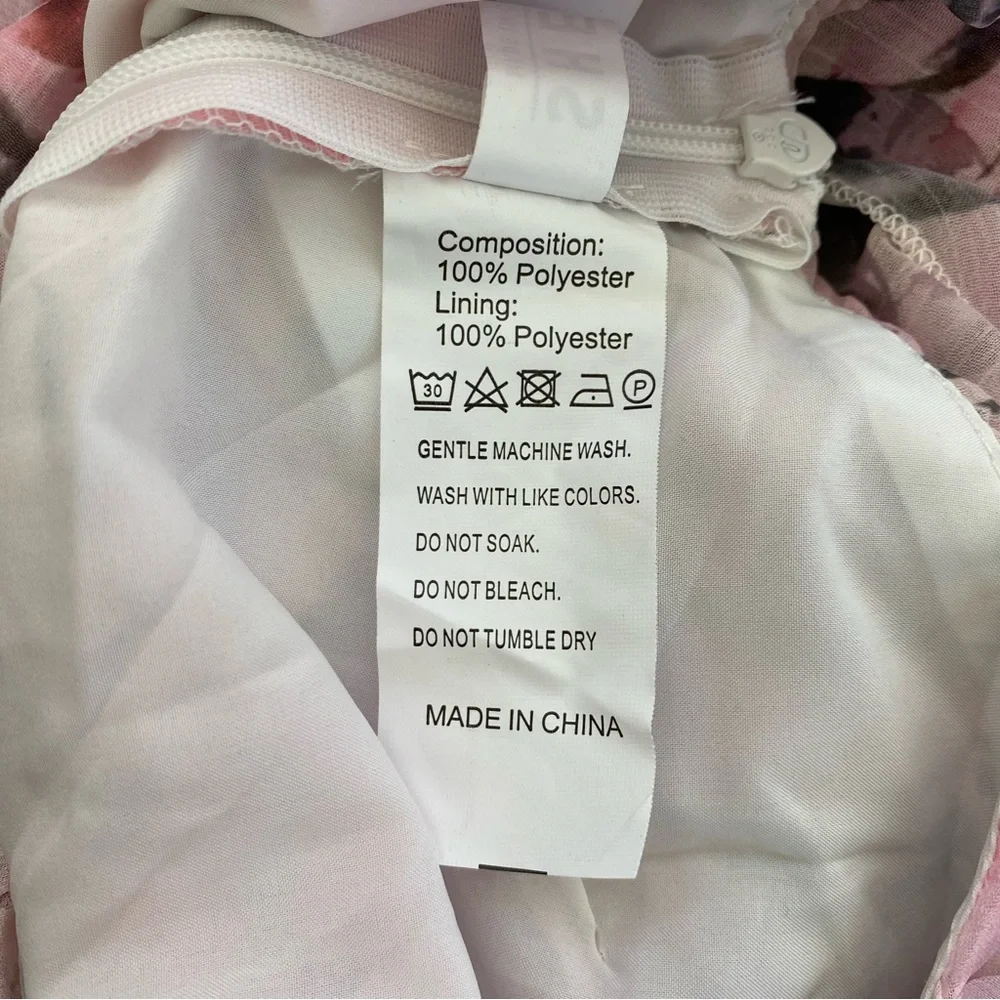 Composition:
100% Polyester
Lining:
100% Polyester
30 P
GENTLE MACHINE WASH.
WASH WITH LIKE COLORS.
DO NOT SOAK.
DO NOT BLEACH.
DO NOT TUMBLE DRY
MADE IN CHINA